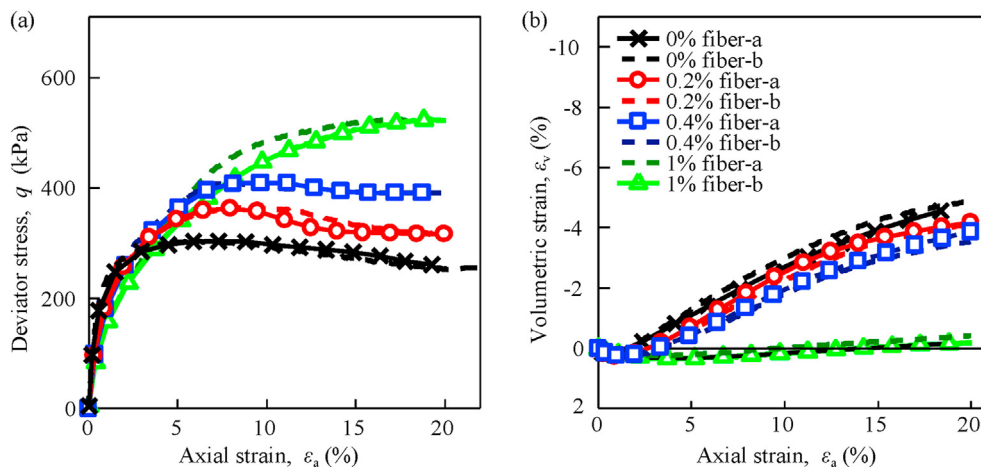 (a)
600
400
200
0
Deviator stress, q (kPa)
0 5 10 15 20
Axial strain, εa (%)
(b)
-10
-8
-6
-4
-2
0
2
Volumetric strain, εv (%)
0% fiber-a
0% fiber-b
0.2% fiber-a
0.2% fiber-b
0.4% fiber-a
0.4% fiber-b
1% fiber-a
1% fiber-b
0 5 10 15 20
Axial strain, εa (%)